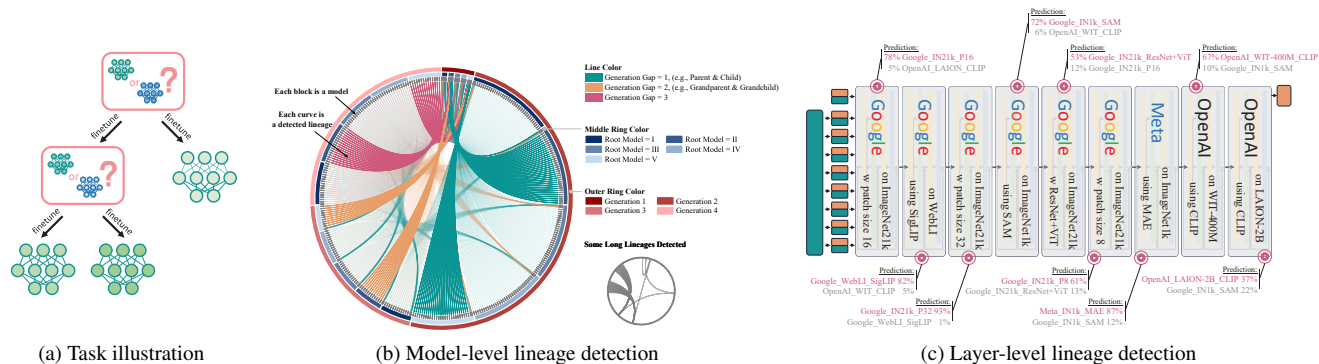 or
?
finetune
finetune
or
?
finetune
finetune
(a) Task illustration
Each block is a model
Each curve is
a detected lineage
Line Color
Generation Gap = 1, (e.g., Parent & Child)
Generation Gap = 2, (e.g., Grandparent & Grandchild)
Generation Gap = 3
Middle Ring Color
Root Model = I
Root Model = II
Root Model = III
Root Model = IV
Root Model = V
Outer Ring Color
Generation 1
Generation 2
Generation 3
Generation 4
Some Long Lineages Detected
(b) Model-level lineage detection
Prediction:
72% Google_IN1k_SAM
6% OpenAI_WIT_CLIP
Prediction:
78% Google_IN21k_P16
5% OpenAI_LAION_CLIP
Prediction:
53% Google_IN21k_ResNet+ViT
12% Google_IN21k_P16
Prediction:
67% OpenAI_WIT-400M_CLIP
10% Google_IN1k_SAM
Google
on ImageNet21k
w patch size 16
Google
on WebLI
using SigLIP
Google
on ImageNet21k
w patch size 32
Google
on ImageNet1k
using SAM
Google
on ImageNet21k
w ResNet+ViT
Google
on ImageNet21k
w patch size 8
Meta
on ImageNet1k
using MAE
OpenAI
on WIT-400M
using CLIP
OpenAI
on LAION-2B
using CLIP
Prediction:
Google_WebLI_SigLIP 82%
OpenAI_WIT_CLIP 5%
Prediction:
Google_IN21k_P32 93%
Google_WebLI_SigLIP 1%
Prediction:
Google_IN21k_P8 61%
Google_IN21k_ResNet+ViT 13%
Prediction:
Meta_IN1k_MAE 87%
Google_IN1k_SAM 12%
Prediction:
OpenAI_LAION-2B_CLIP 37%
Google_IN1k_SAM 22%
(c) Layer-level lineage detection